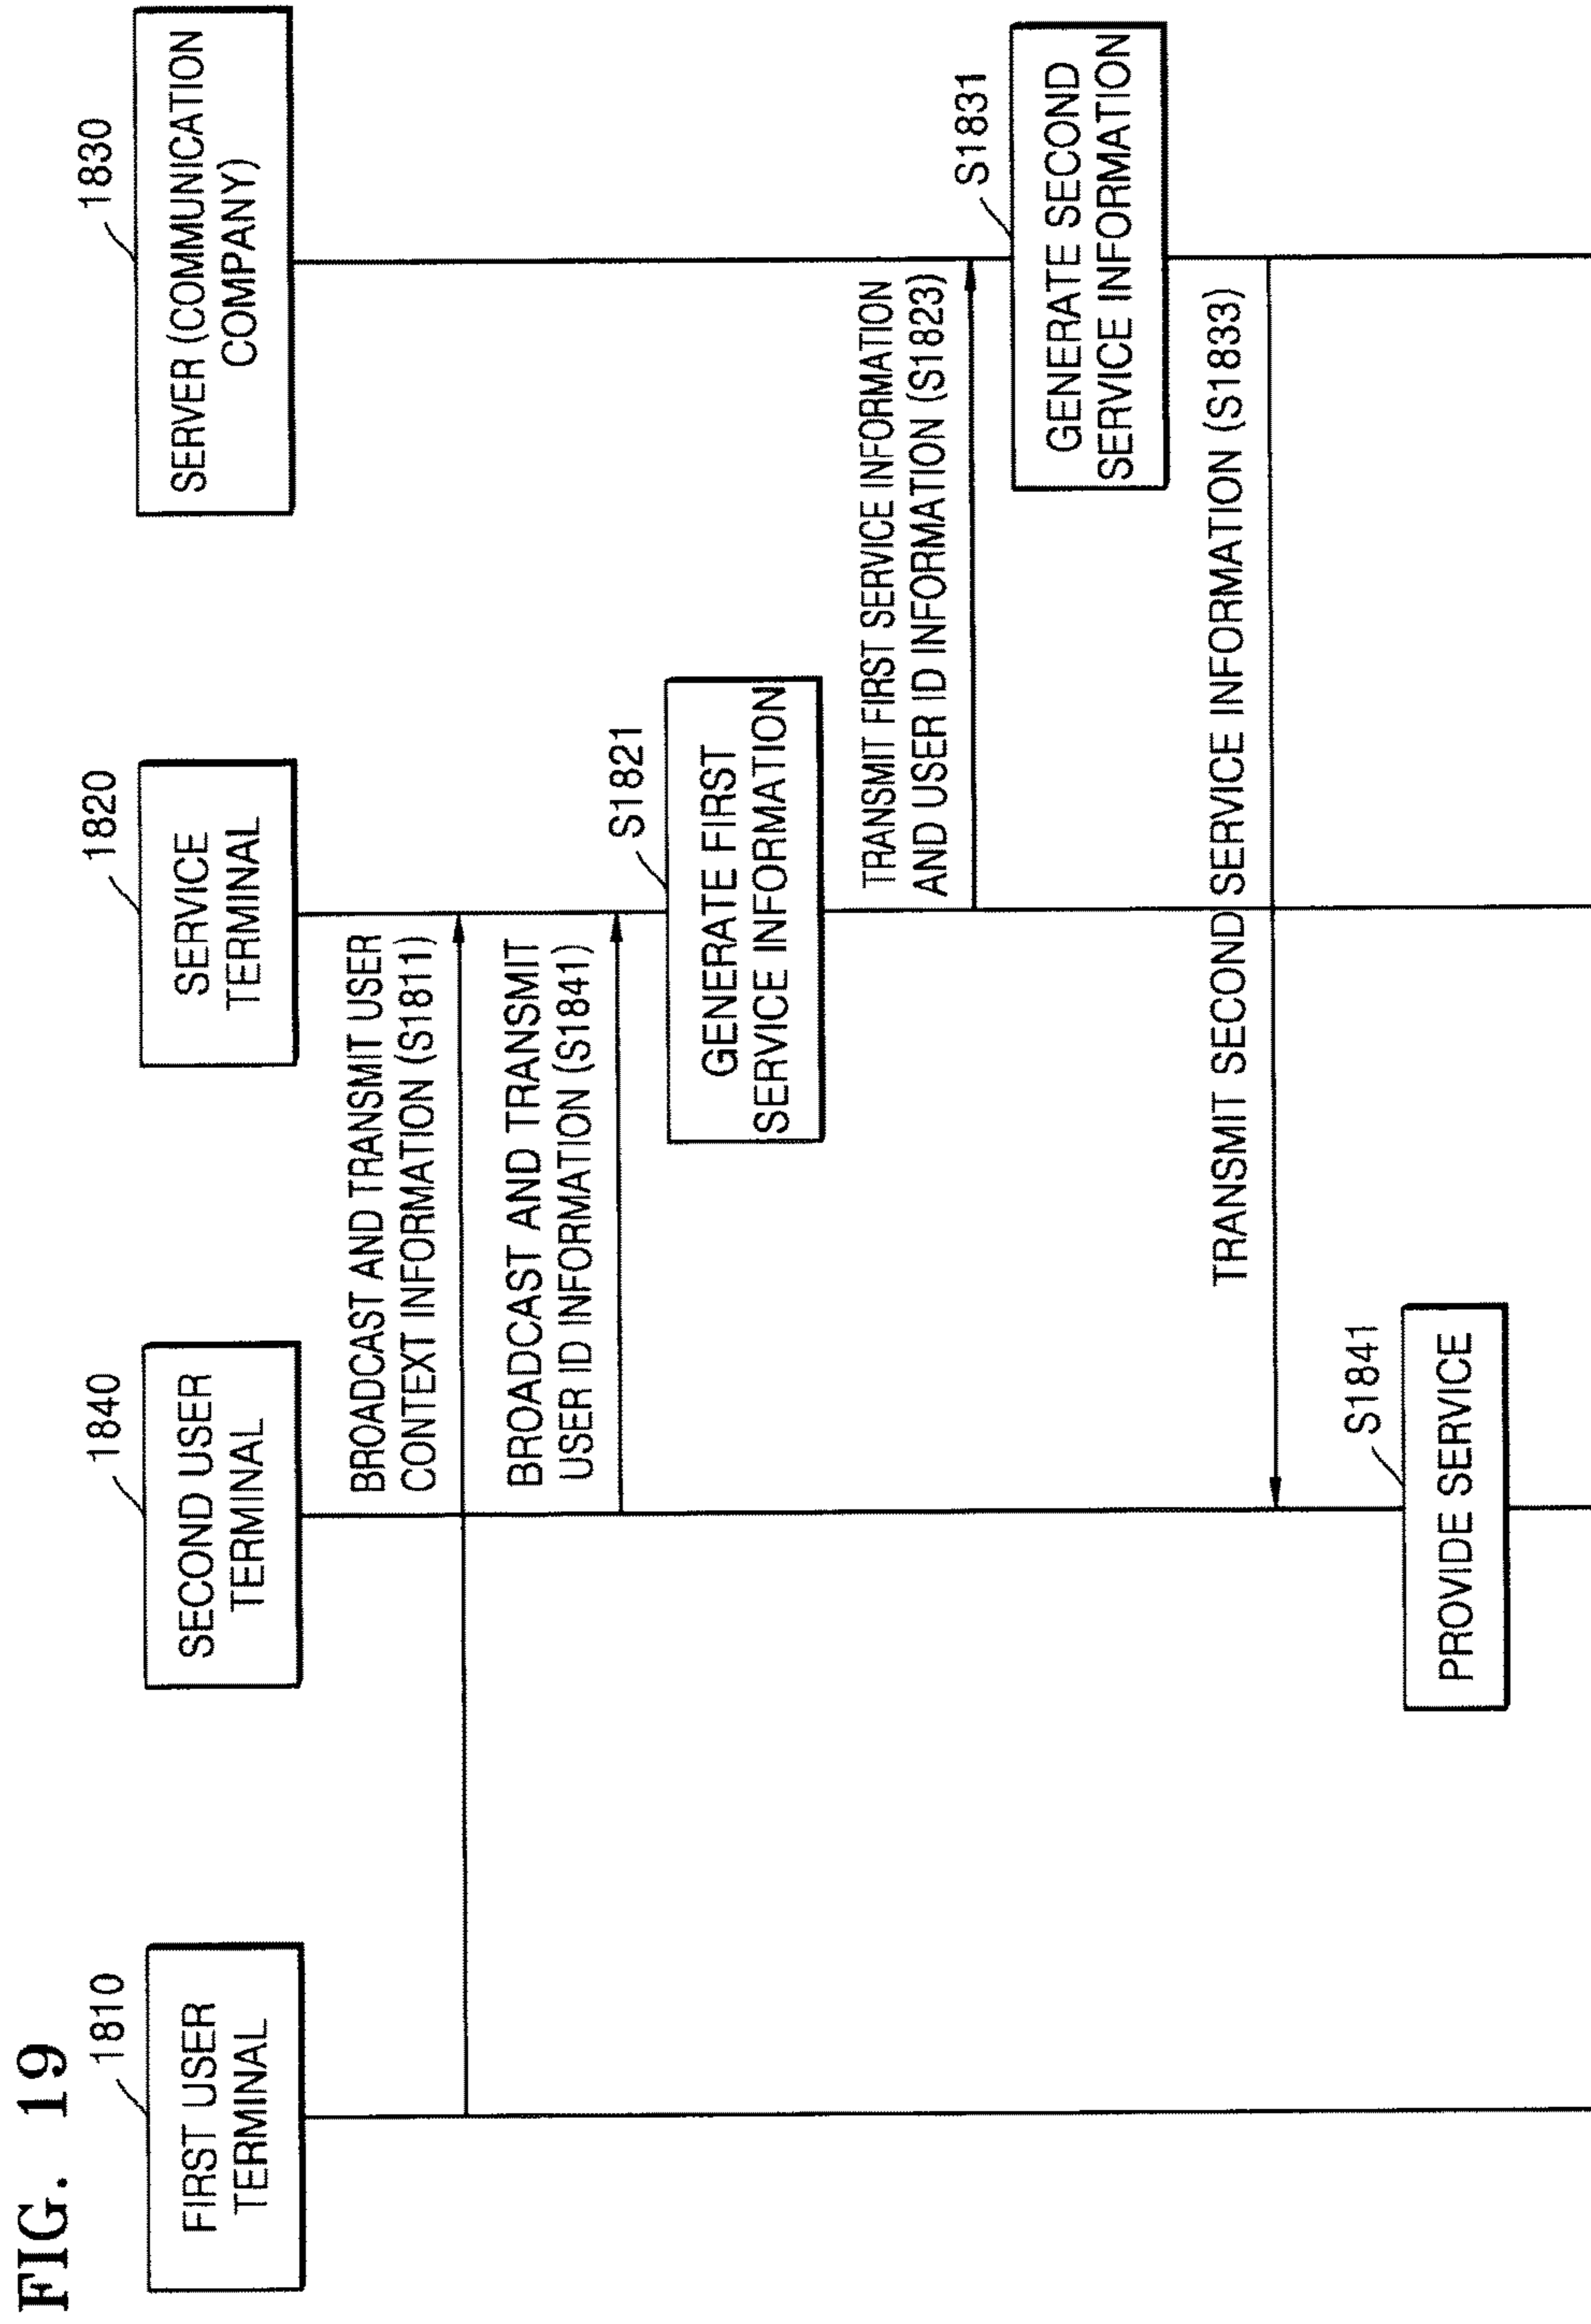 FIG. 19
1810
FIRST USER
TERMINAL
1840
SECOND USER
TERMINAL
1820
SERVICE
TERMINAL
1830
SERVER (COMMUNICATION
COMPANY)
BROADCAST AND TRANSMIT USER
CONTEXT INFORMATION (S1811)
BROADCAST AND TRANSMIT
USER ID INFORMATION (S1841)
S1821
GENERATE FIRST
SERVICE INFORMATION
TRANSMIT FIRST SERVICE INFORMATION
AND USER ID INFORMATION (S1823)
S1831
GENERATE SECOND
SERVICE INFORMATION
TRANSMIT SECOND SERVICE INFORMATION (S1833)
S1841
PROVIDE SERVICE